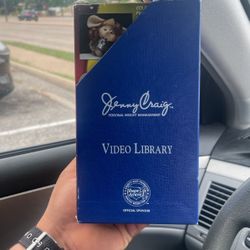 Jenny Craig
PERSONAL WEIGHT MANAGEMENT
VIDEO LIBRARY
OFFICIAL SPONSOR